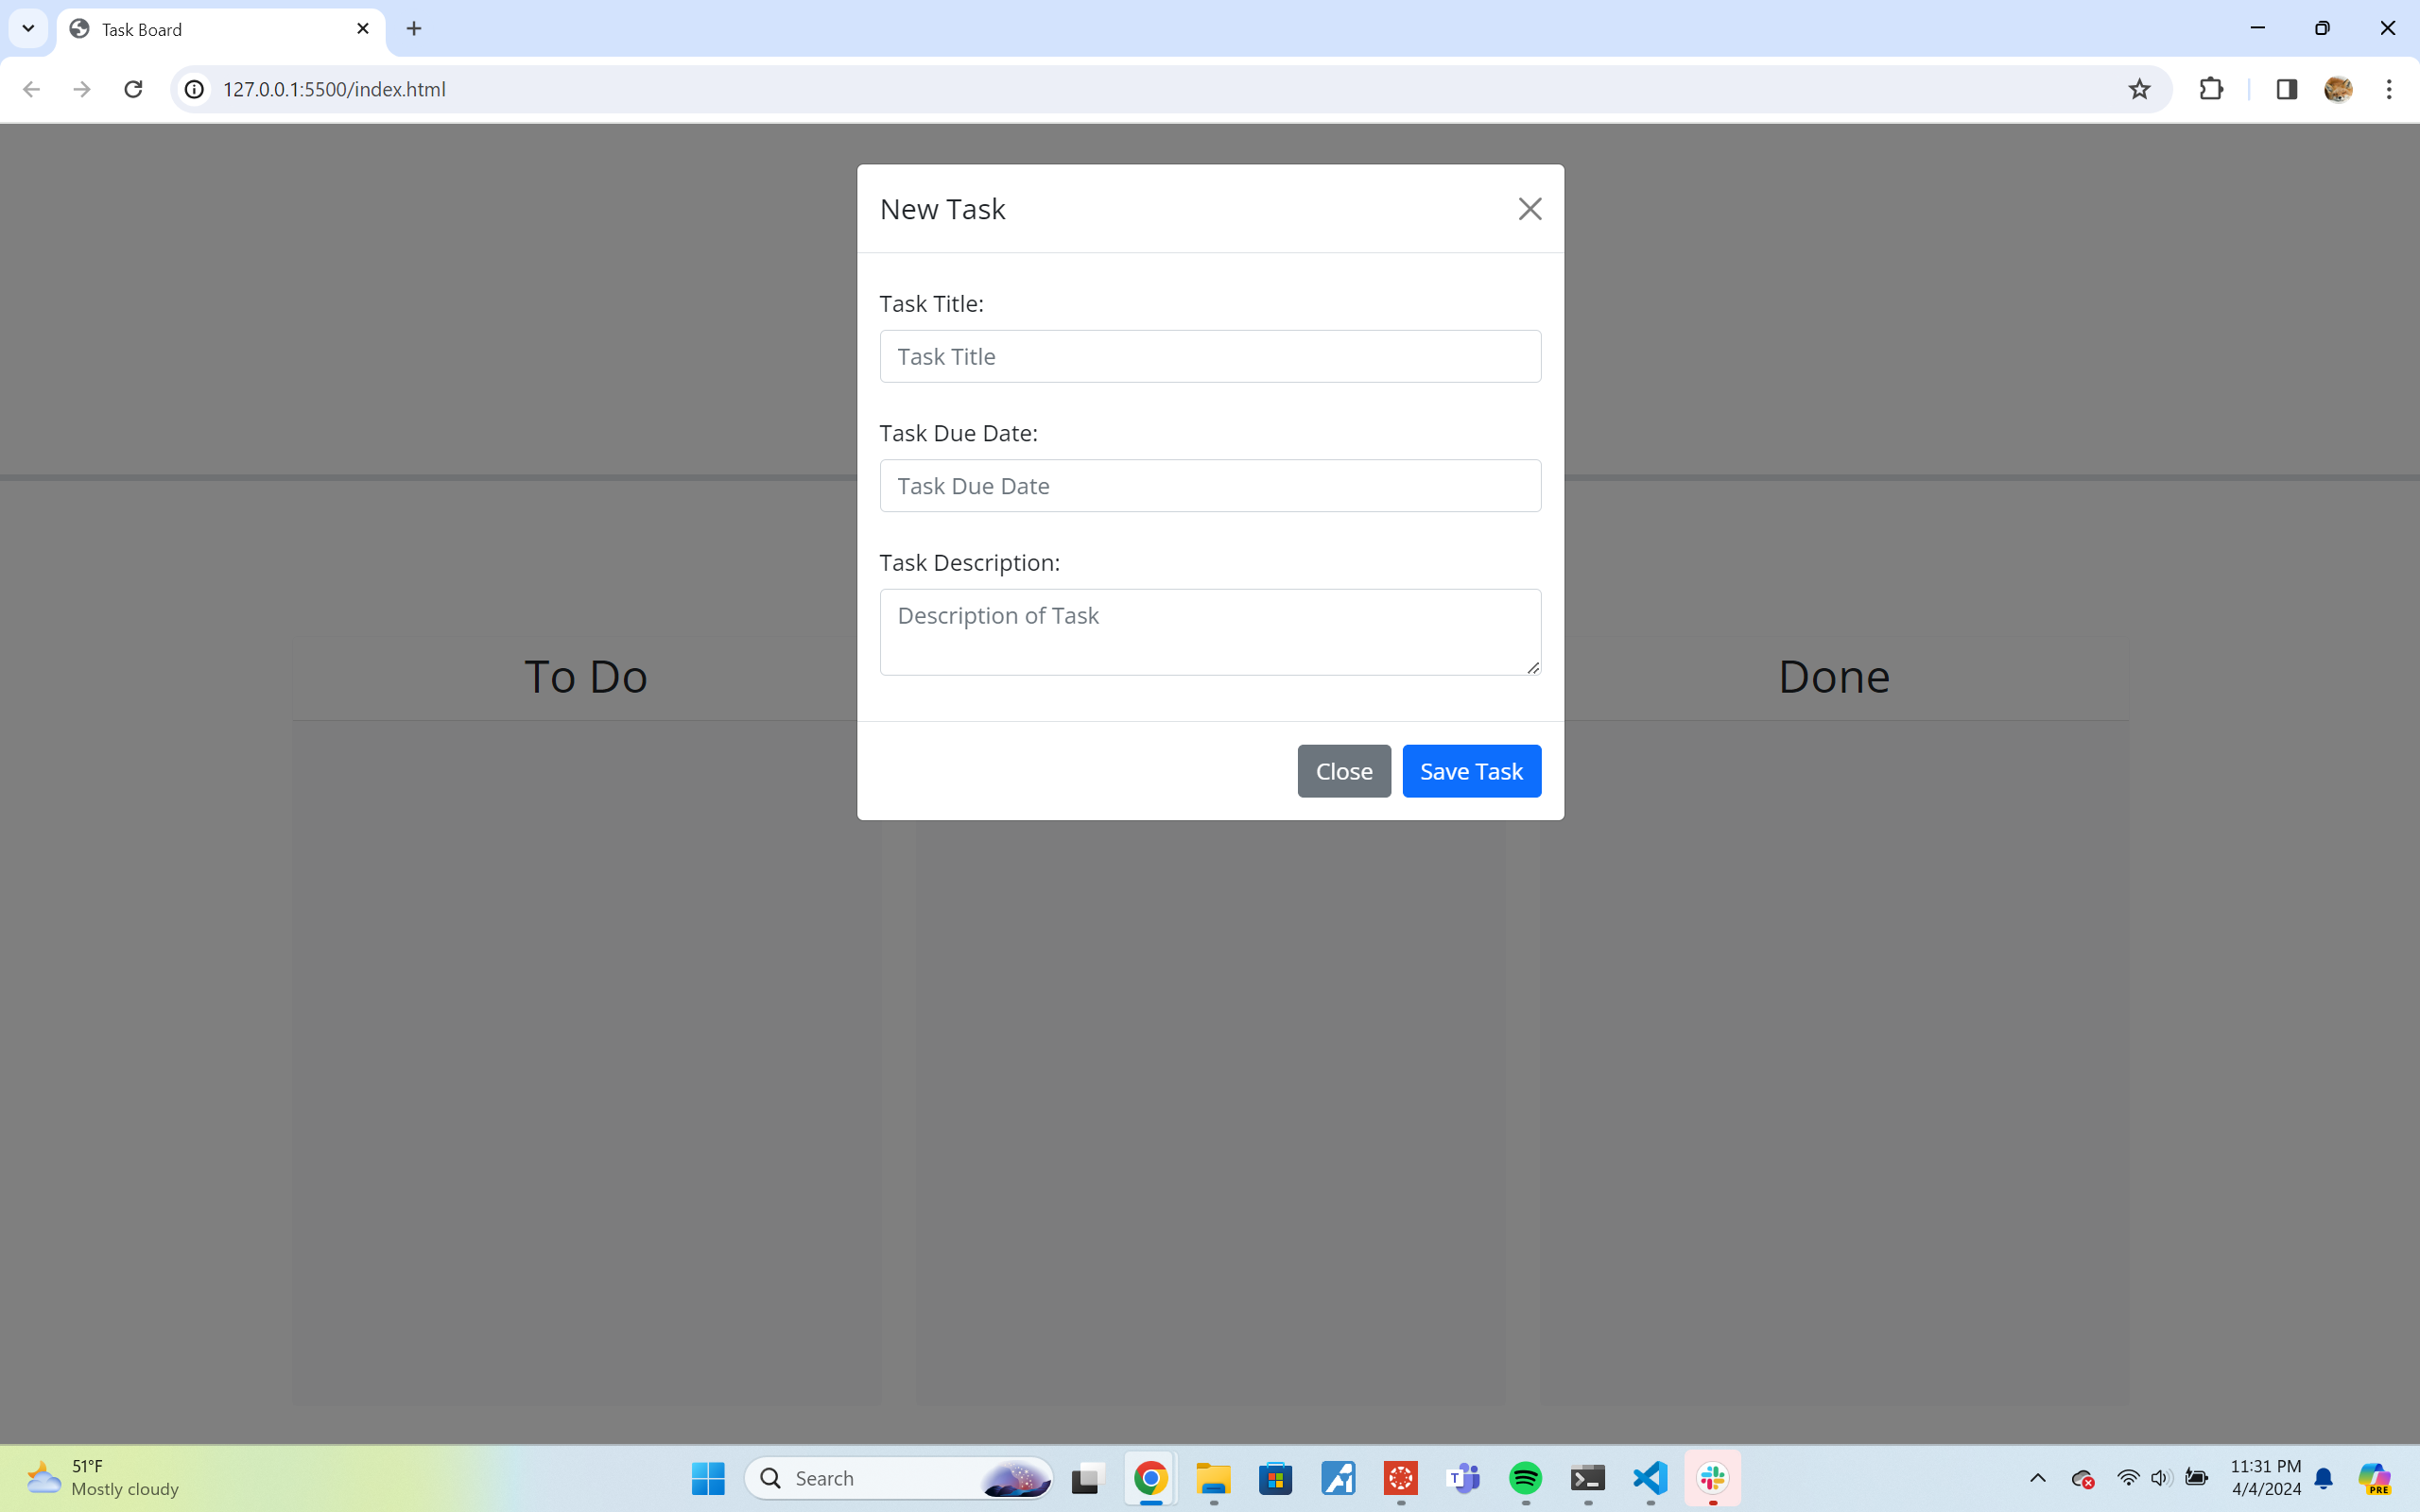 Task Board
127.0.0.1:5500/index.html
New Task
Task Title:
Task Title
Task Due Date:
Task Due Date
Task Description:
Description of Task
To Do
Done
Close
Save Task
51°F
Mostly cloudy
Search
T
11:31 PM
4/4/2024
PRE